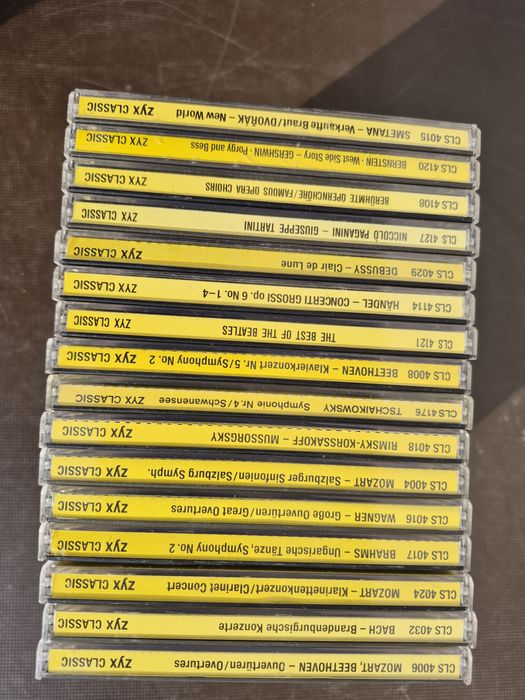 CLS 4006 MOZART, BEETHOVEN – Ouvertüren/Overtures ZYX CLASSIC
CLS 4032 BACH – Brandenburgische Konzerte ZYX CLASSIC
CLS 4024 MOZART – Klarinettenkonzert/Clarinet Concert ZYX CLASSIC
CLS 4017 BRAHMS – Ungarische Tänze, Symphony No. 2 ZYX CLASSIC
CLS 4016 WAGNER – Große Ouvertüren/Great Overtures ZYX CLASSIC
CLS 4004 MOZART – Salzburger Sinfonien/Salzburg Symph. ZYX CLASSIC
CLS 4018 RIMSKY-KORSSAKOFF – MUSSORGSKY ZYX CLASSIC
CLS 4176 TSCHAIKOWSKY Symphonie Nr. 4/Schwanensee ZYX CLASSIC
CLS 4008 BEETHOVEN – Klavierkonzert Nr. 5/Symphony No. 2 ZYX CLASSIC
CLS 4121 THE BEST OF THE BEATLES ZYX CLASSIC
CLS 4114 HÄNDEL – CONCERTI GROSSI op. 6 No. 1–4 ZYX CLASSIC
CLS 4029 DEBUSSY – Clair de Lune ZYX CLASSIC
CLS 4127 NICCOLÒ PAGANINI – GIUSEPPE TARTINI ZYX CLASSIC
CLS 4108 BERÜHMTE OPERNCHÖRE/FAMOUS OPERA CHOIRS ZYX CLASSIC
CLS 4120 BERNSTEIN · West Side Story – GERSHWIN · Porgy and Bess ZYX CLASSIC
CLS 4015 SMETANA – Verkaufte Braut/DVOŘÁK – New World ZYX CLASSIC